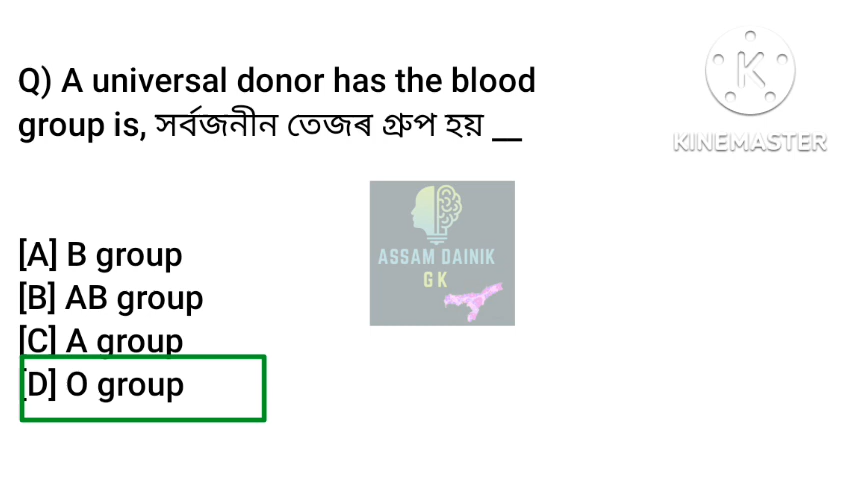 Q) A universal donor has the blood
group is, সৰ্বজনীন তেজৰ গ্ৰুপ হয় __
[A] B group
[B] AB group
[C] A group
[D] O group
ASSAM DAINIK
GK
K
KINEMASTER